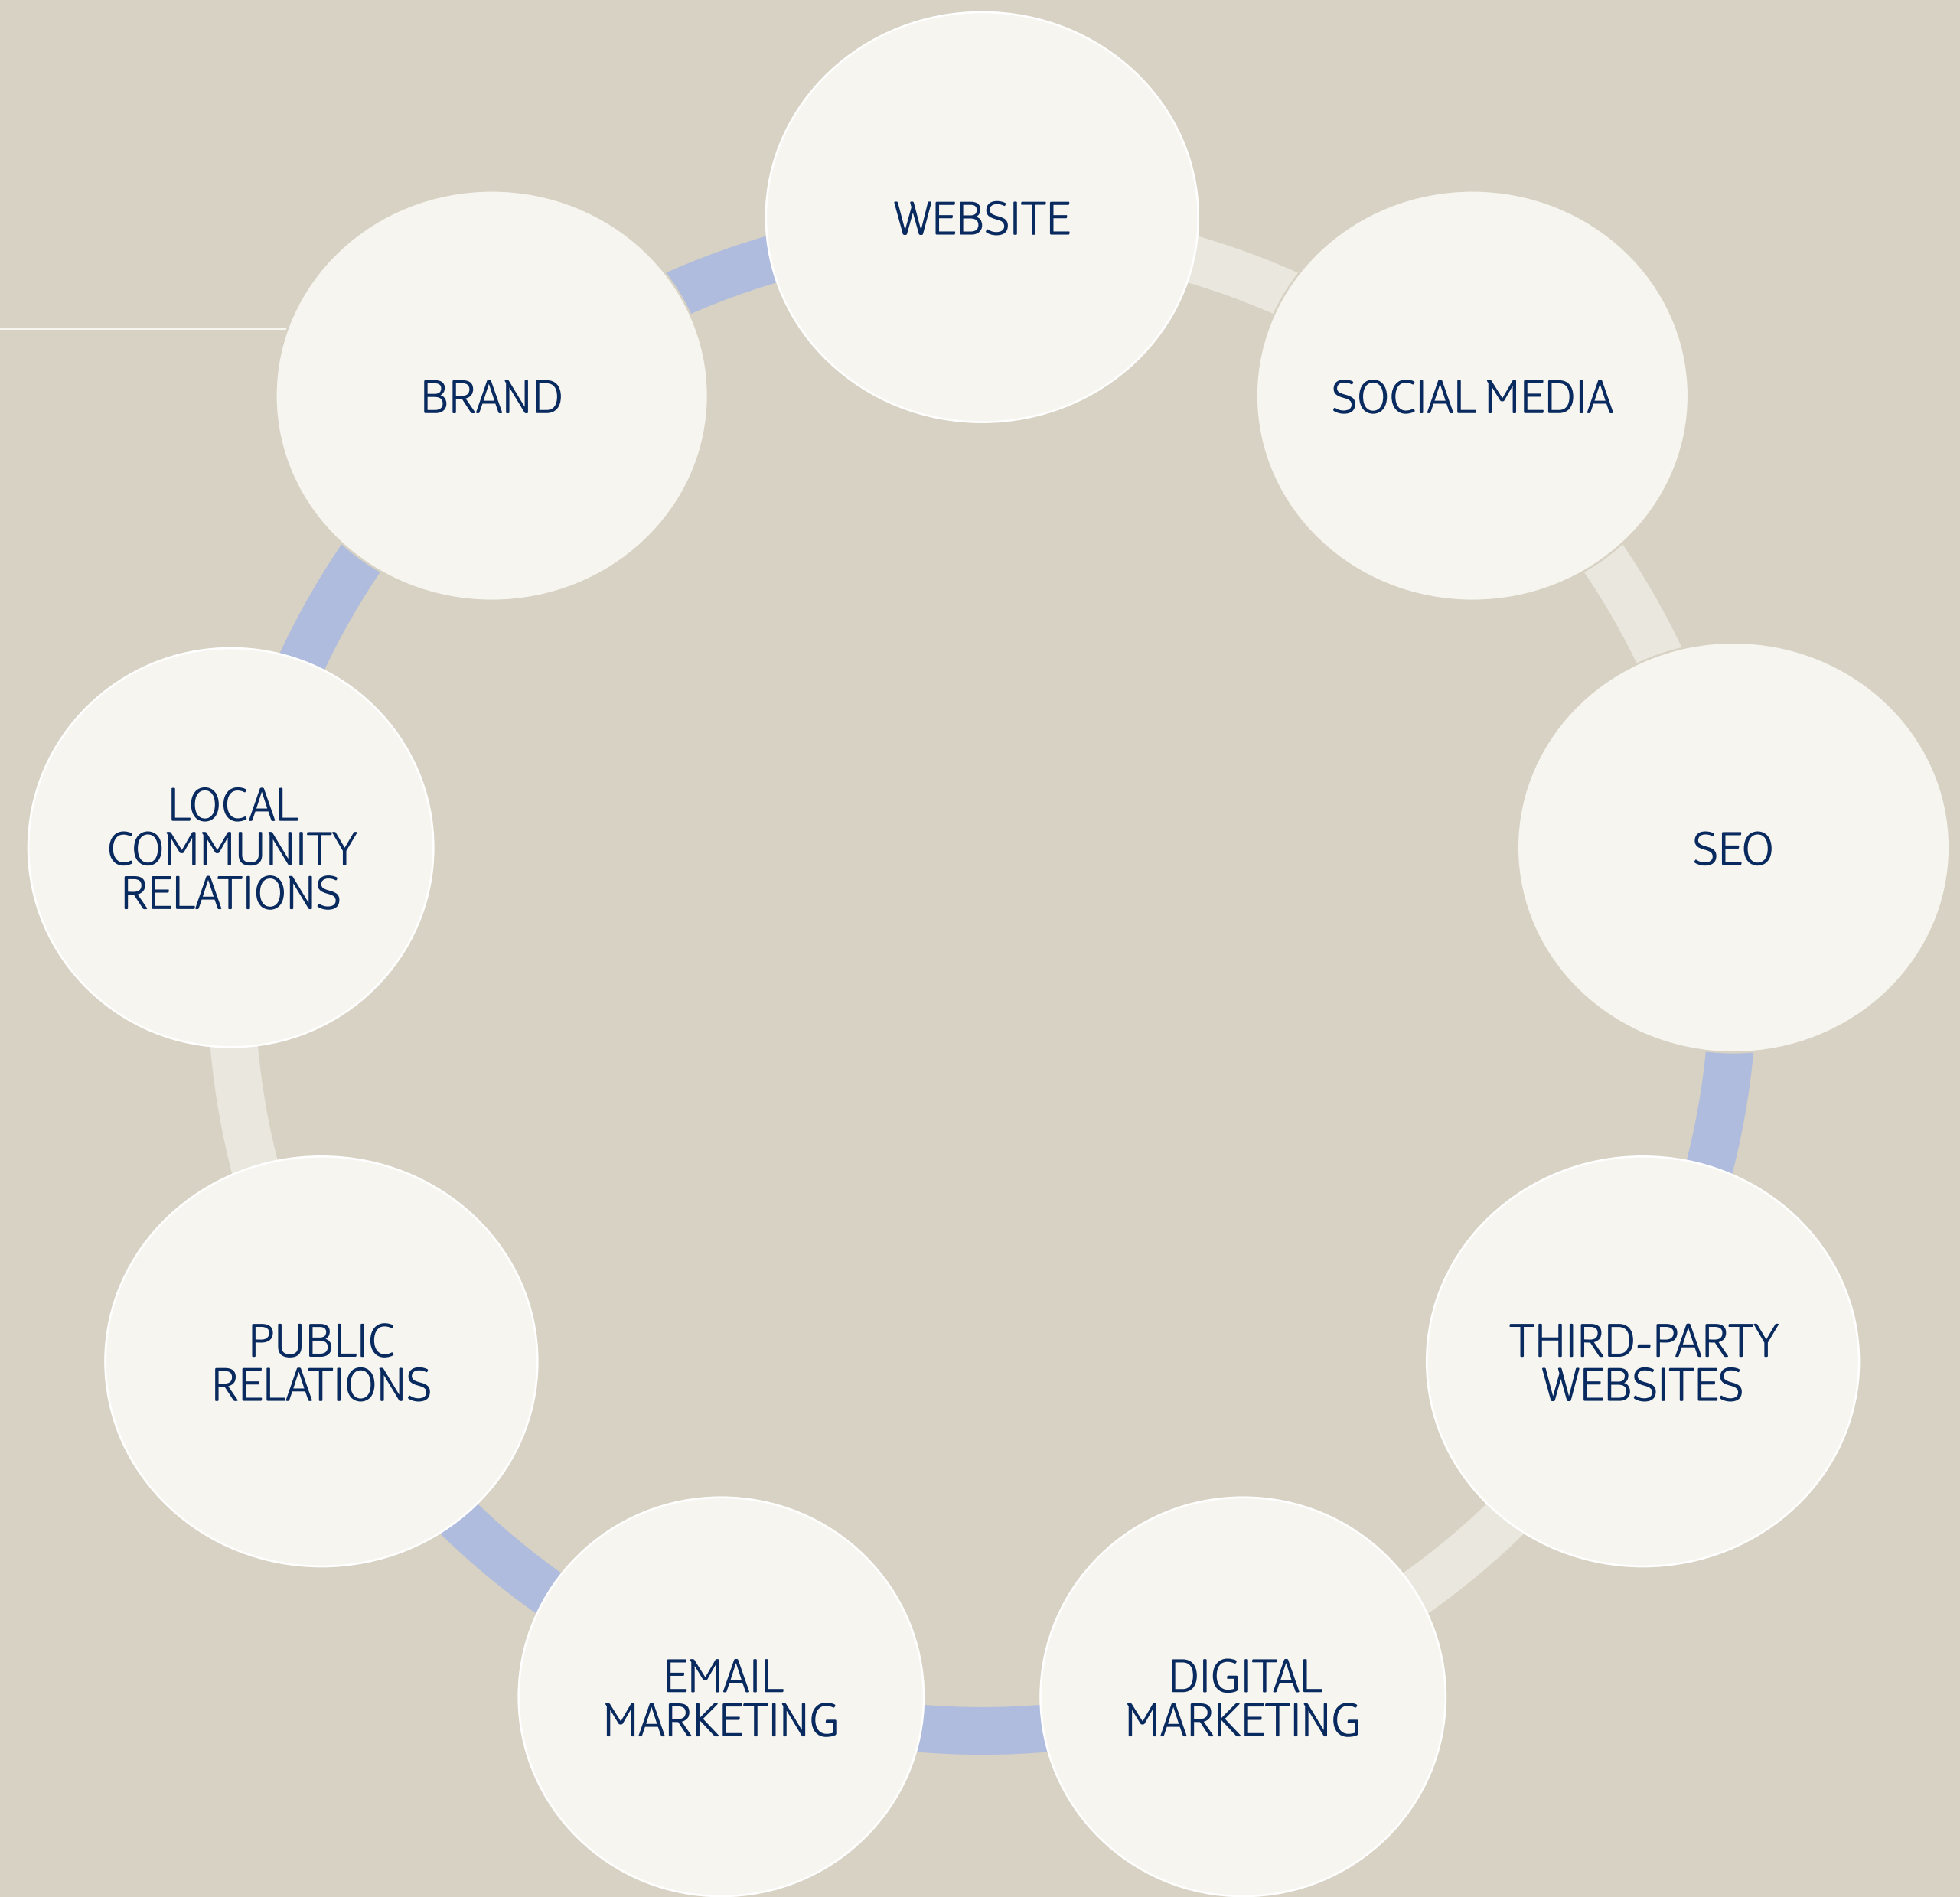 WEBSITE
BRAND
SOCIAL MEDIA
LOCAL
COMMUNITY
RELATIONS
SEO
PUBLIC
RELATIONS
THIRD-PARTY
WEBSITES
EMAIL
MARKETING
DIGITAL
MARKETING